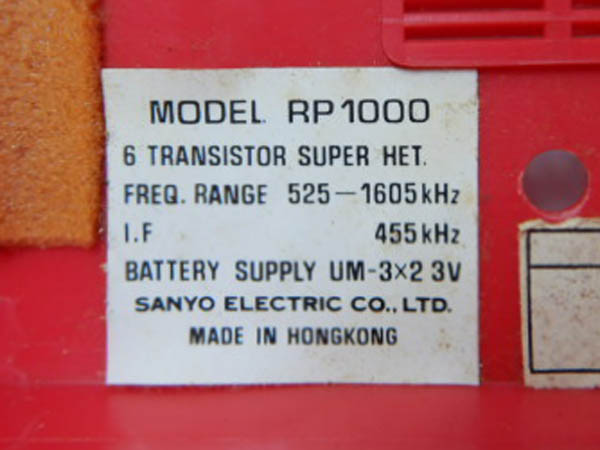 MODEL RP1000
6 TRANSISTOR SUPER HET.
FREQ. RANGE 525-1605kHz
I.F 455kHz
BATTERY SUPPLY UM-3×2 3V
SANYO ELECTRIC CO., LTD.
MADE IN HONGKONG